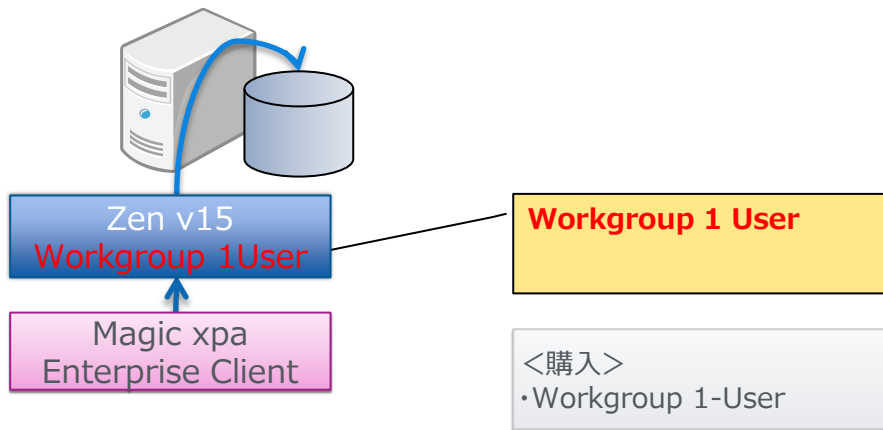 Zen v15
Workgroup 1User
Magic xpa
Enterprise Client
Workgroup 1 User
＜購入＞
・Workgroup 1-User